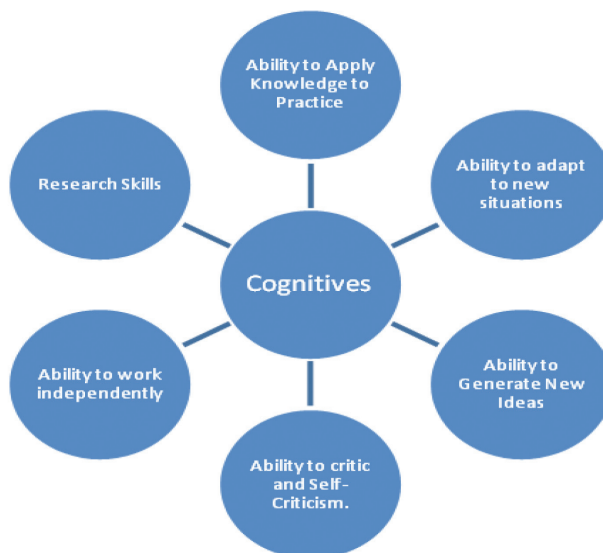 Ability to Apply
Knowledge to
Practice
Research Skills
Ability to adapt
to new
situations
Cognitives
Ability to work
independently
Ability to
Generate New
Ideas
Ability to critic
and Self-
Criticism.